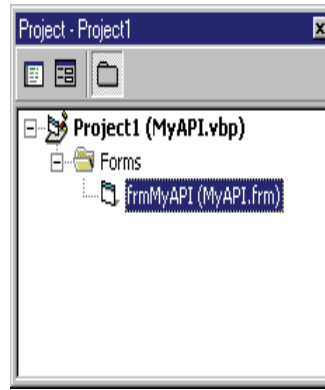 Project - Project1
Project1 (MyAPI.vbp)
Forms
frmMyAPI (MyAPI.frm)